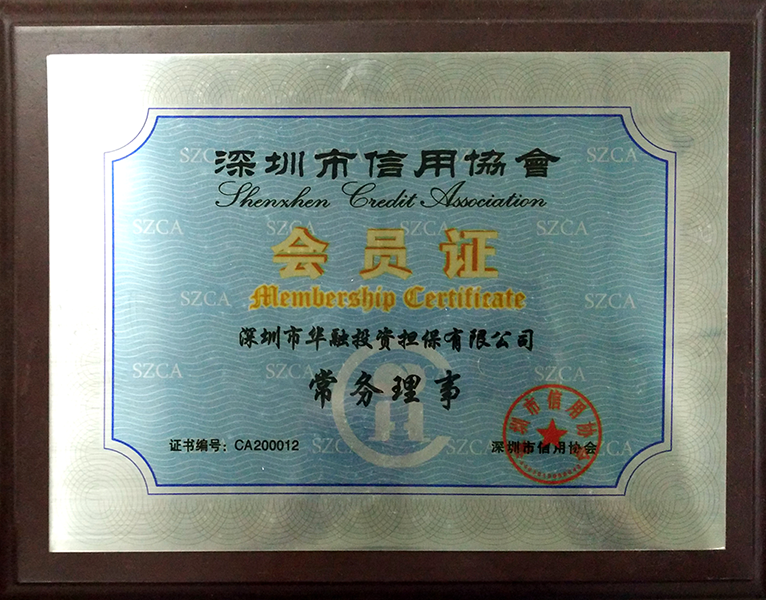 深圳市信用協會
Shenzhen Credit Association
会员证
Membership Certificate
深圳市华融投资担保有限公司
常务理事
证书编号：CA200012
深圳市信用协会
深圳市信用协会
SZCA
SZCA
SZCA
SZCA
SZCA
SZCA
SZCA
SZCA
SZCA
SZCA